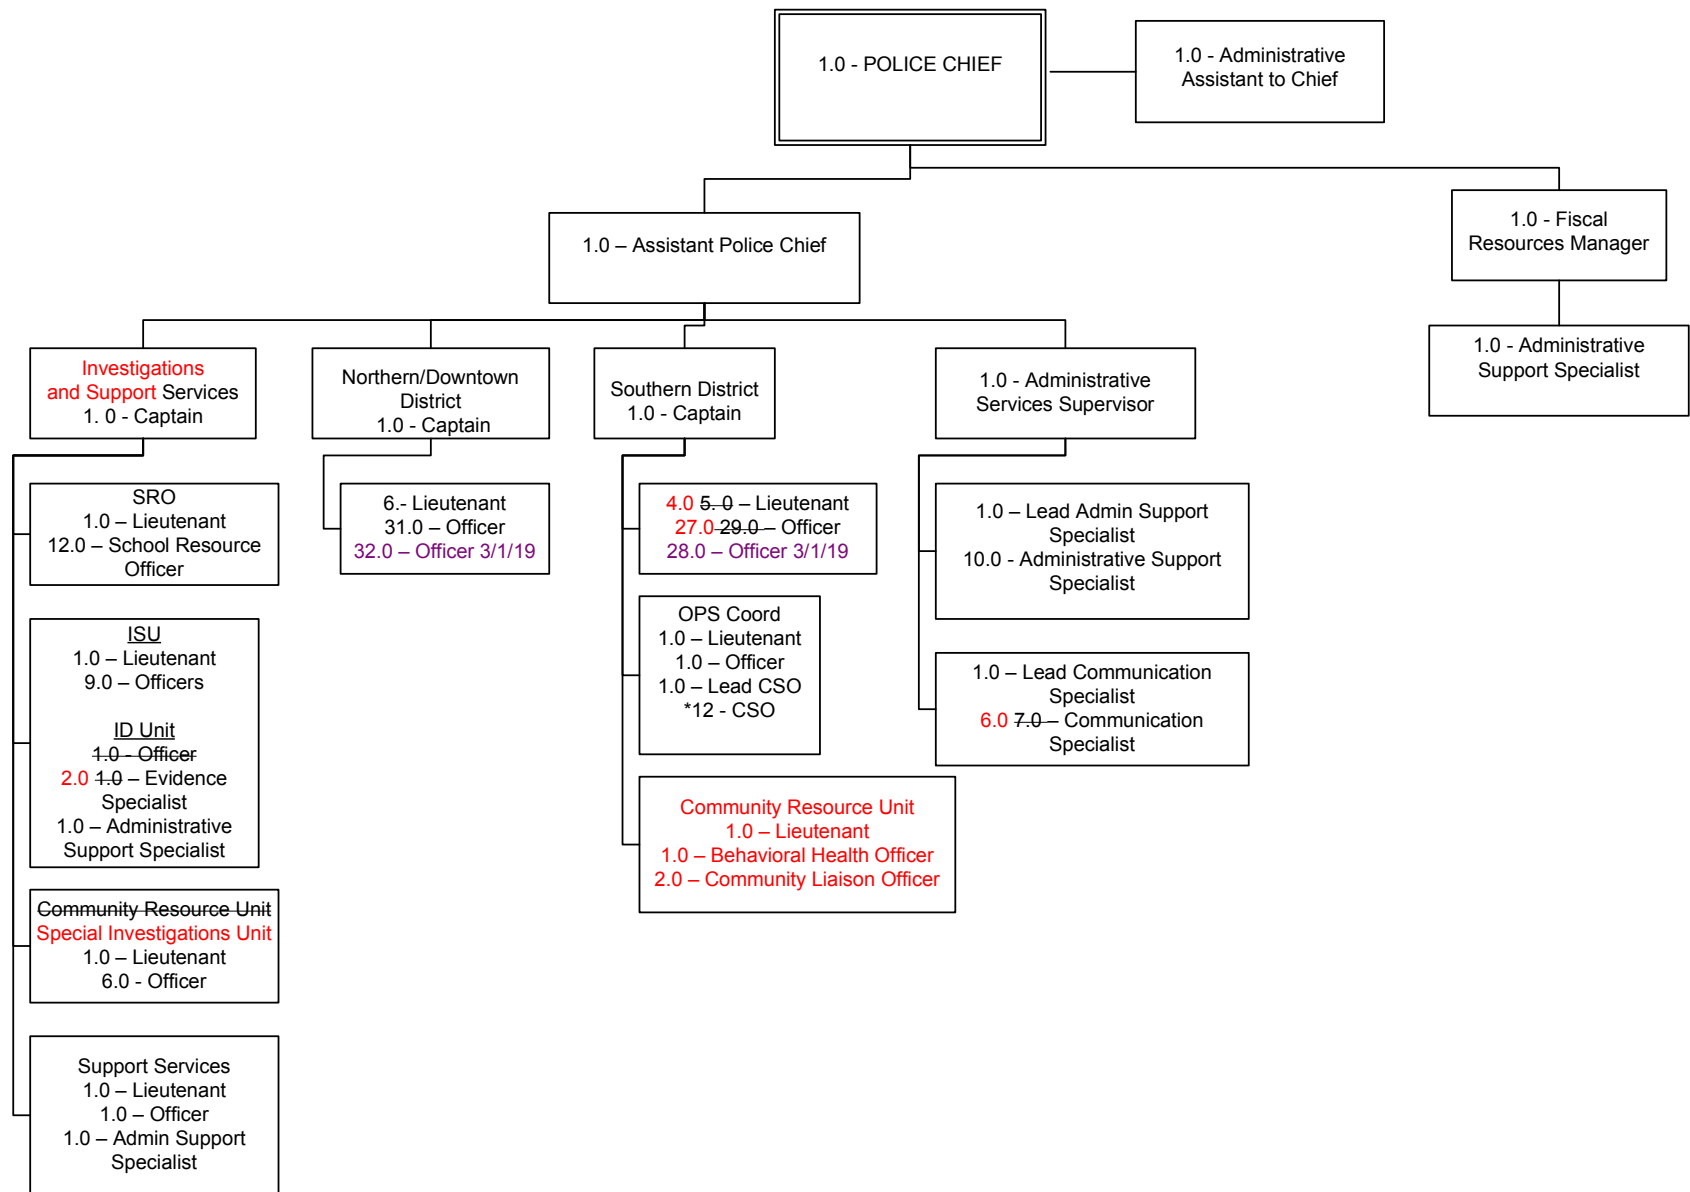 1.0 - POLICE CHIEF
1.0 - Administrative
Assistant to Chief
1.0 – Assistant Police Chief
1.0 - Fiscal
Resources Manager
1.0 - Administrative
Support Specialist
Investigations
and Support Services
1. 0 - Captain
Northern/Downtown
District
1.0 - Captain
Southern District
1.0 - Captain
1.0 - Administrative
Services Supervisor
SRO
1.0 – Lieutenant
12.0 – School Resource
Officer
ISU
1.0 – Lieutenant
9.0 – Officers
ID Unit
1.0 - Officer
2.0 1.0 – Evidence
Specialist
1.0 – Administrative
Support Specialist
Community Resource Unit
Special Investigations Unit
1.0 – Lieutenant
6.0 - Officer
Support Services
1.0 – Lieutenant
1.0 – Officer
1.0 – Admin Support
Specialist
6.- Lieutenant
31.0 – Officer
32.0 – Officer 3/1/19
4.0 5. 0 – Lieutenant
27.0 29.0 – Officer
28.0 – Officer 3/1/19
OPS Coord
1.0 – Lieutenant
1.0 – Officer
1.0 – Lead CSO
*12 - CSO
Community Resource Unit
1.0 – Lieutenant
1.0 – Behavioral Health Officer
2.0 – Community Liaison Officer
1.0 – Lead Admin Support
Specialist
10.0 - Administrative Support
Specialist
1.0 – Lead Communication
Specialist
6.0 7.0 – Communication
Specialist